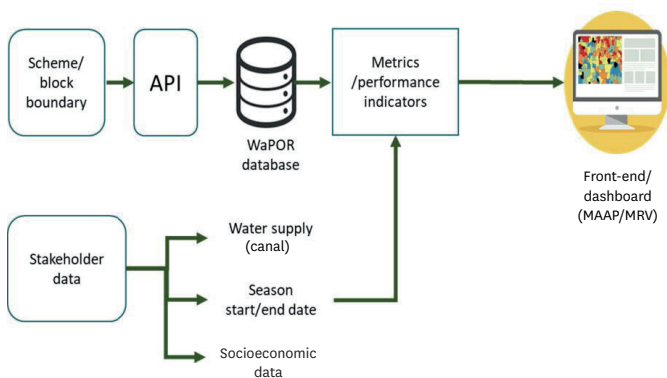 Scheme/
block
boundary
API
WaPOR
database
Metrics
/performance
indicators
Front-end/
dashboard
(MAAP/MRV)
Stakeholder
data
Water supply
(canal)
Season
start/end date
Socioeconomic
data